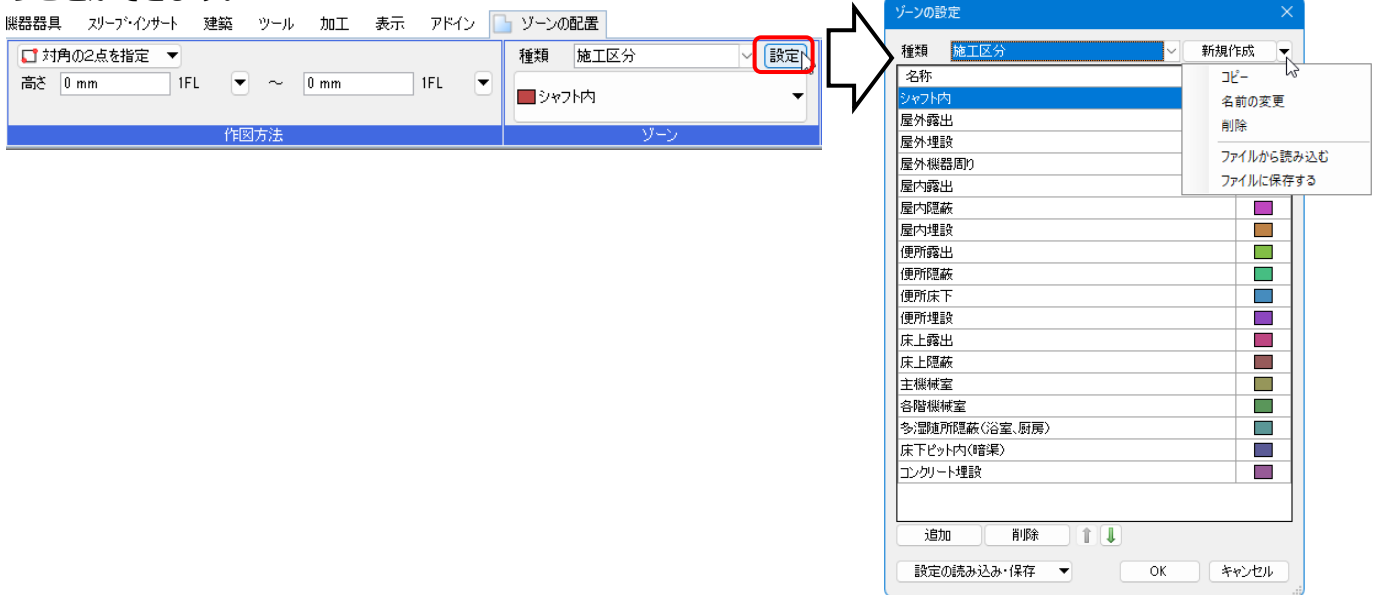 機器器具 スリーブ・インサート 建築 ツール 加工 表示 アドイン ゾーンの配置
対角の2点を指定
高さ 0 mm 1FL ～ 0 mm 1FL
作図方法
種類 施工区分 設定
シャフト内
ゾーン
ゾーンの設定
種類 施工区分 新規作成
コピー
名前の変更
削除
ファイルから読み込む
ファイルに保存する
名称
シャフト内
屋外露出
屋外埋設
屋外機器周り
屋内露出
屋内隠蔽
屋内埋設
便所露出
便所隠蔽
便所床下
便所埋設
床上露出
床上隠蔽
主機械室
各階機械室
多湿箇所隠蔽(浴室、厨房)
床下ピット内(暗渠)
コンクリート埋設
追加 削除
設定の読み込み・保存 OK キャンセル